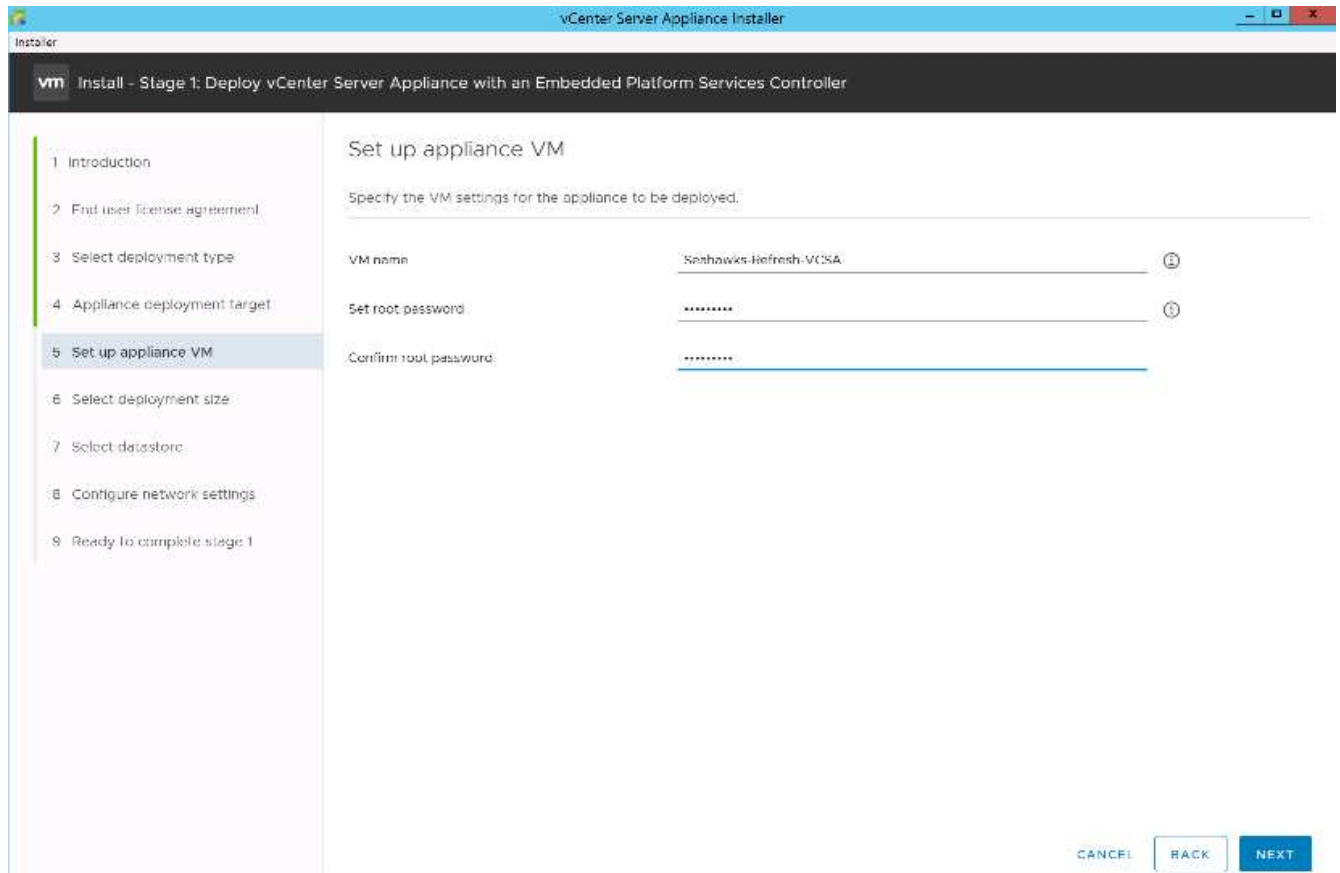 vCenter Server Appliance Installer
Installer
vm Install - Stage 1: Deploy vCenter Server Appliance with an Embedded Platform Services Controller
1 Introduction
2 End user license agreement
3 Select deployment type
4 Appliance deployment target
5 Set up appliance VM
6 Select deployment size
7 Select datastore
8 Configure network settings
9 Ready to complete stage 1
Set up appliance VM
Specify the VM settings for the appliance to be deployed.
VM name
Seahawks-Refresh-VCSA
Set root password
•••••••••
Confirm root password
•••••••••
CANCEL
BACK
NEXT